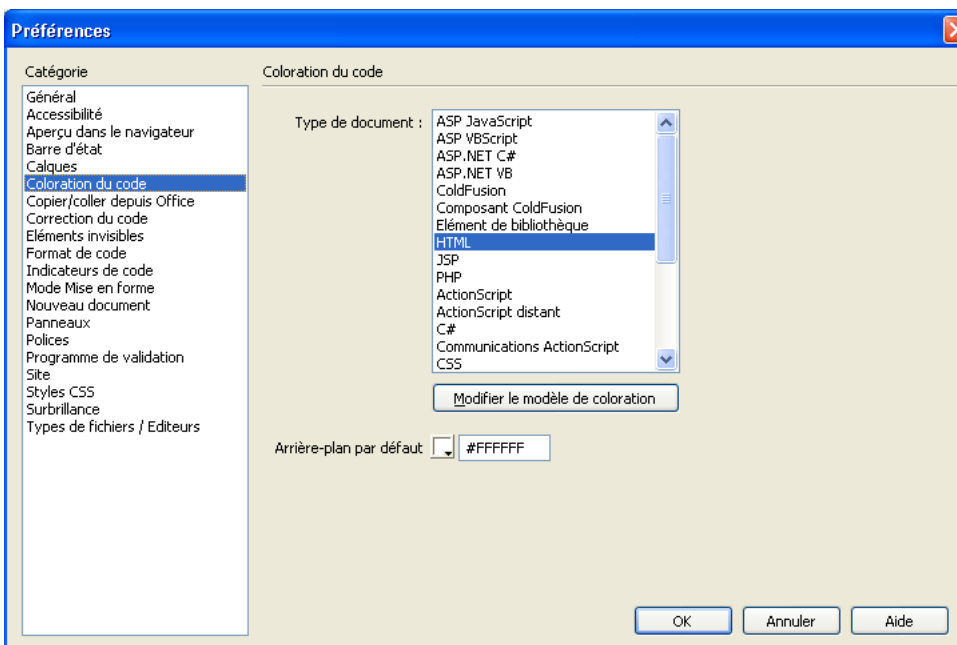 Préférences
Catégorie
Général
Accessibilité
Aperçu dans le navigateur
Barre d'état
Calques
Coloration du code
Copier/coller depuis Office
Correction du code
Eléments invisibles
Format de code
Indicateurs de code
Mode Mise en forme
Nouveau document
Panneaux
Polices
Programme de validation
Site
Styles CSS
Surbrillance
Types de fichiers / Editeurs
Coloration du code
Type de document :
ASP JavaScript
ASP VBScript
ASP.NET C#
ASP.NET VB
ColdFusion
Composant ColdFusion
Elément de bibliothèque
HTML
JSP
PHP
ActionScript
ActionScript distant
C#
Communications ActionScript
CSS
Modifier le modèle de coloration
Arrière-plan par défaut
#FFFFFF
OK
Annuler
Aide